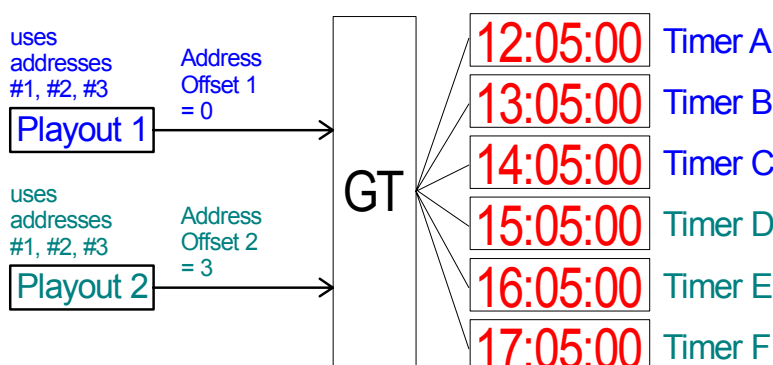 uses
addresses
#1, #2, #3
Playout 1
Address
Offset 1
= 0
uses
addresses
#1, #2, #3
Playout 2
Address
Offset 2
= 3
GT
12:05:00 Timer A
13:05:00 Timer B
14:05:00 Timer C
15:05:00 Timer D
16:05:00 Timer E
17:05:00 Timer F